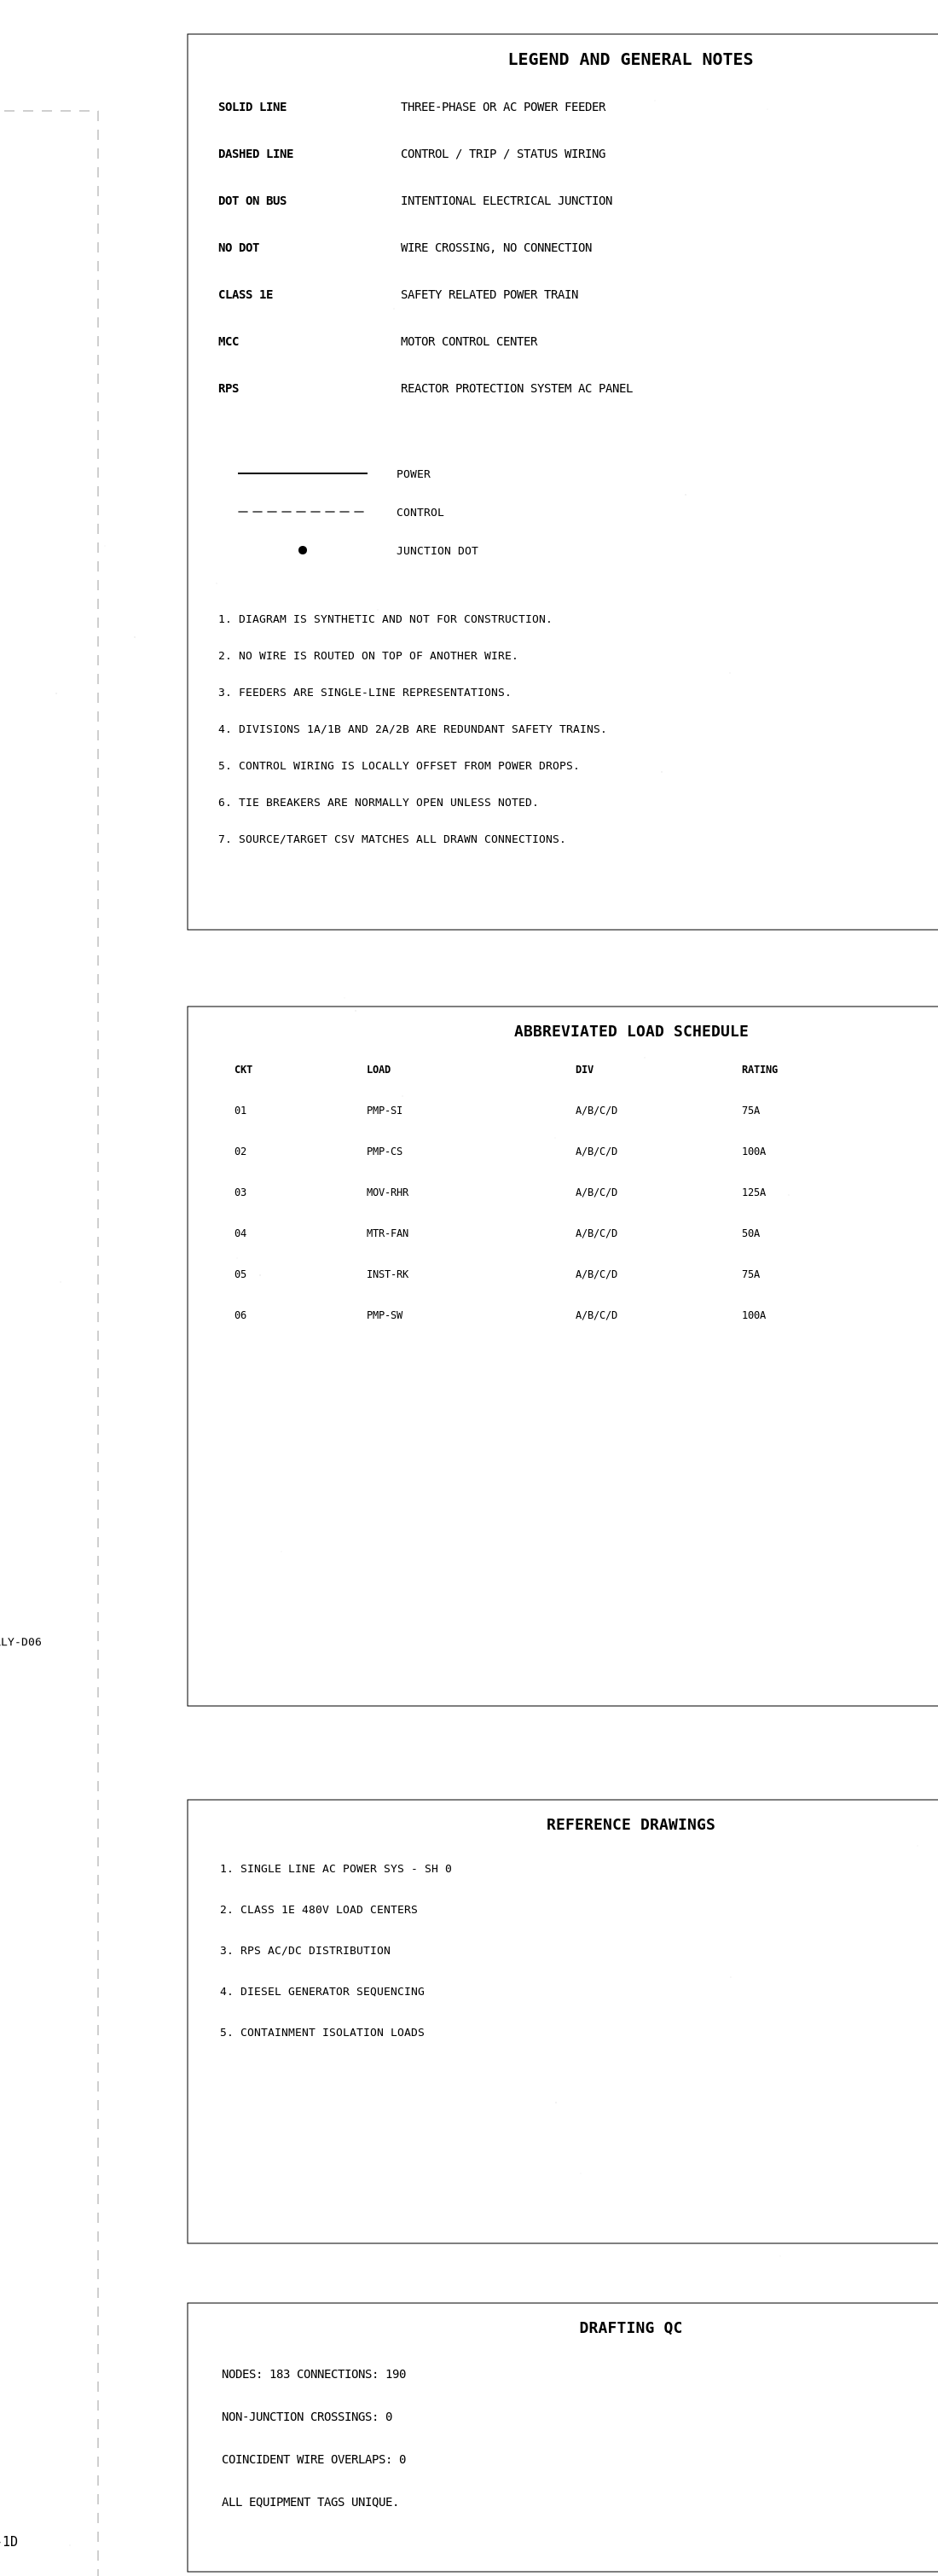 LEGEND AND GENERAL NOTES
SOLID LINE THREE-PHASE OR AC POWER FEEDER
DASHED LINE CONTROL / TRIP / STATUS WIRING
DOT ON BUS INTENTIONAL ELECTRICAL JUNCTION
NO DOT WIRE CROSSING, NO CONNECTION
CLASS 1E SAFETY RELATED POWER TRAIN
MCC MOTOR CONTROL CENTER
RPS REACTOR PROTECTION SYSTEM AC PANEL
POWER
CONTROL
JUNCTION DOT
1. DIAGRAM IS SYNTHETIC AND NOT FOR CONSTRUCTION.
2. NO WIRE IS ROUTED ON TOP OF ANOTHER WIRE.
3. FEEDERS ARE SINGLE-LINE REPRESENTATIONS.
4. DIVISIONS 1A/1B AND 2A/2B ARE REDUNDANT SAFETY TRAINS.
5. CONTROL WIRING IS LOCALLY OFFSET FROM POWER DROPS.
6. TIE BREAKERS ARE NORMALLY OPEN UNLESS NOTED.
7. SOURCE/TARGET CSV MATCHES ALL DRAWN CONNECTIONS.
ABBREVIATED LOAD SCHEDULE
CKT LOAD DIV RATING
01 PMP-SI A/B/C/D 75A
02 PMP-CS A/B/C/D 100A
03 MOV-RHR A/B/C/D 125A
04 MTR-FAN A/B/C/D 50A
05 INST-RK A/B/C/D 75A
06 PMP-SW A/B/C/D 100A
LY-D06
REFERENCE DRAWINGS
1. SINGLE LINE AC POWER SYS - SH 0
2. CLASS 1E 480V LOAD CENTERS
3. RPS AC/DC DISTRIBUTION
4. DIESEL GENERATOR SEQUENCING
5. CONTAINMENT ISOLATION LOADS
DRAFTING QC
NODES: 183 CONNECTIONS: 190
NON-JUNCTION CROSSINGS: 0
COINCIDENT WIRE OVERLAPS: 0
ALL EQUIPMENT TAGS UNIQUE.
-1D